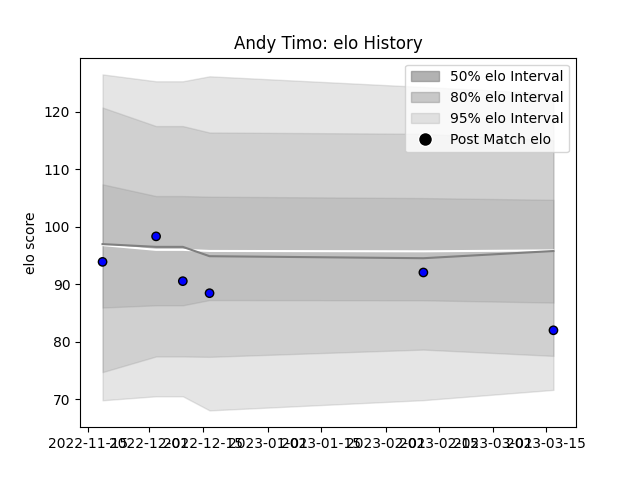 Andy Timo: elo History
50% elo Interval
80% elo Interval
95% elo Interval
Post Match elo
elo score
120
110
100
90
80
70
2022-11-15 2022-12-01 2022-12-15 2023-01-01 2023-01-15 2023-02-01 2023-02-15 2023-03-01 2023-03-15